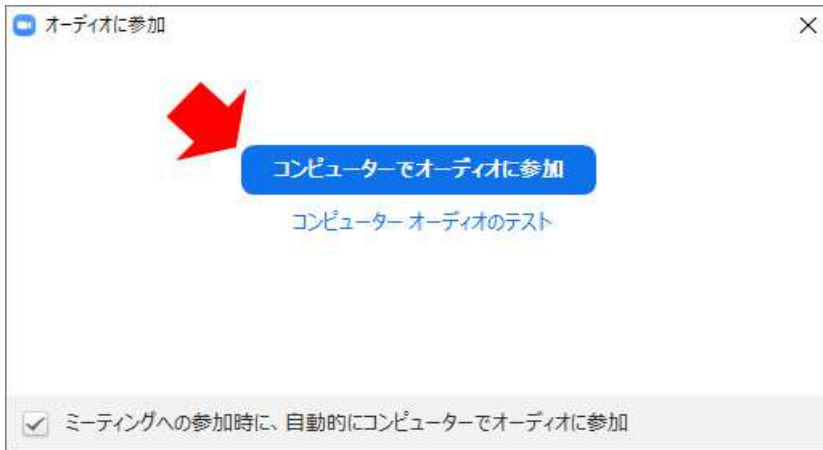 オーディオに参加
コンピューターでオーディオに参加
コンピューター オーディオのテスト
ミーティングへの参加時に、自動的にコンピューターでオーディオに参加